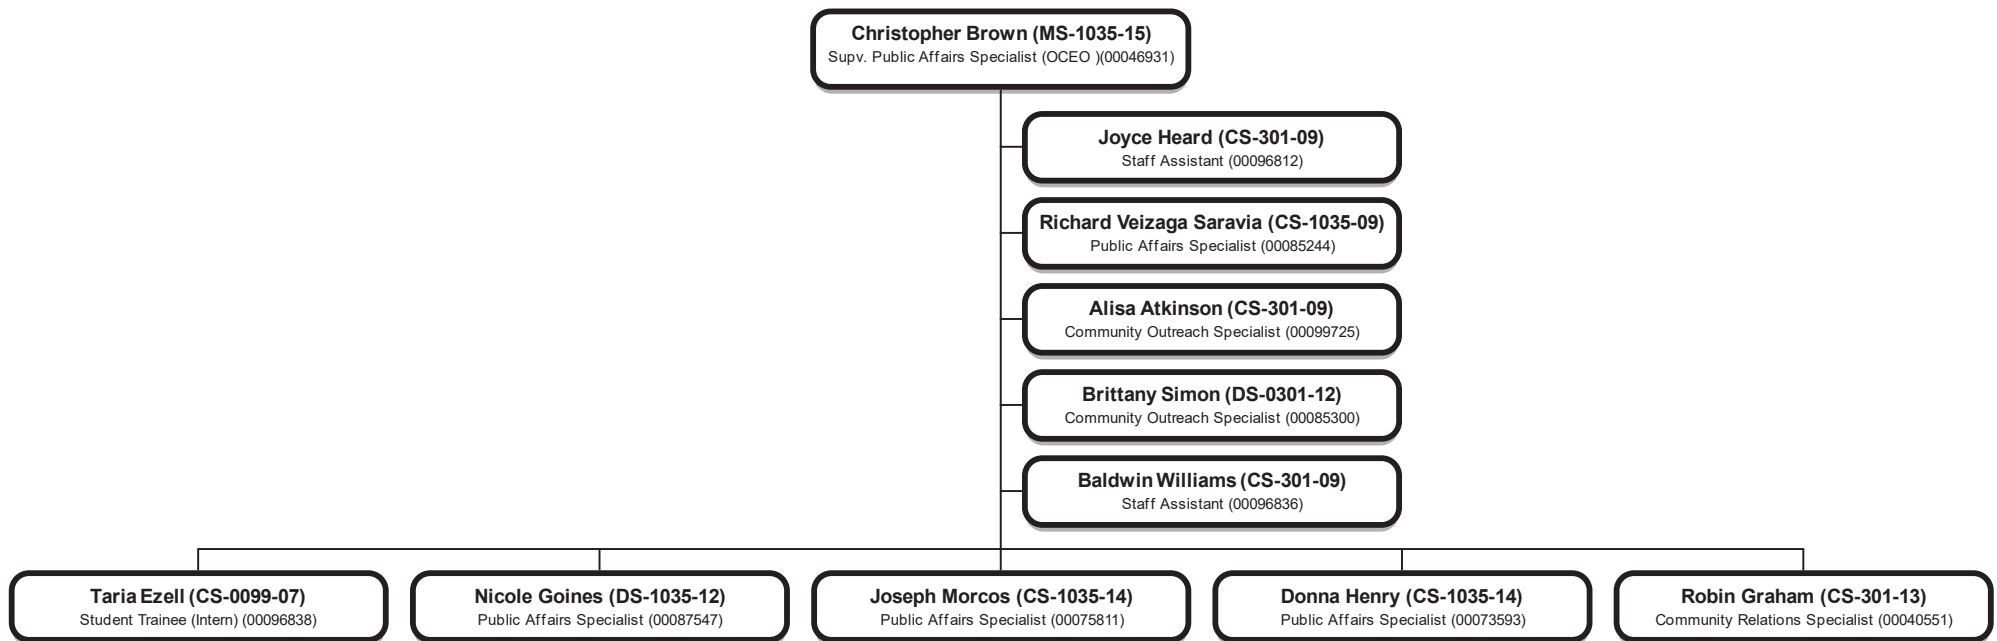 Christopher Brown (MS-1035-15)
Supv. Public Affairs Specialist (OCEO )(00046931)
Joyce Heard (CS-301-09)
Staff Assistant (00096812)
Richard Veizaga Saravia (CS-1035-09)
Public Affairs Specialist (00085244)
Alisa Atkinson (CS-301-09)
Community Outreach Specialist (00099725)
Brittany Simon (DS-0301-12)
Community Outreach Specialist (00085300)
Baldwin Williams (CS-301-09)
Staff Assistant (00096836)
Taria Ezell (CS-0099-07)
Student Trainee (Intern) (00096838)
Nicole Goines (DS-1035-12)
Public Affairs Specialist (00087547)
Joseph Morcos (CS-1035-14)
Public Affairs Specialist (00075811)
Donna Henry (CS-1035-14)
Public Affairs Specialist (00073593)
Robin Graham (CS-301-13)
Community Relations Specialist (00040551)